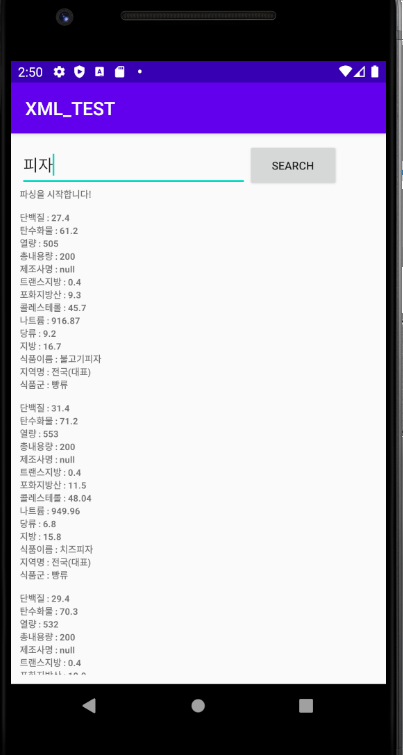 2:50
XML_TEST
피자
SEARCH
파싱을 시작합니다!
단백질 : 27.4
탄수화물 : 61.2
열량 : 505
총내용량 : 200
제조사명 : null
트랜스지방 : 0.4
포화지방산 : 9.3
콜레스테롤 : 45.7
나트륨 : 916.87
당류 : 9.2
지방 : 16.7
식품이름 : 불고기피자
지역명 : 전국(대표)
식품군 : 빵류
단백질 : 31.4
탄수화물 : 71.2
열량 : 553
총내용량 : 200
제조사명 : null
트랜스지방 : 0.4
포화지방산 : 11.5
콜레스테롤 : 48.04
나트륨 : 949.96
당류 : 6.8
지방 : 15.8
식품이름 : 치즈피자
지역명 : 전국(대표)
식품군 : 빵류
단백질 : 29.4
탄수화물 : 70.3
열량 : 532
총내용량 : 200
제조사명 : null
트랜스지방 : 0.4